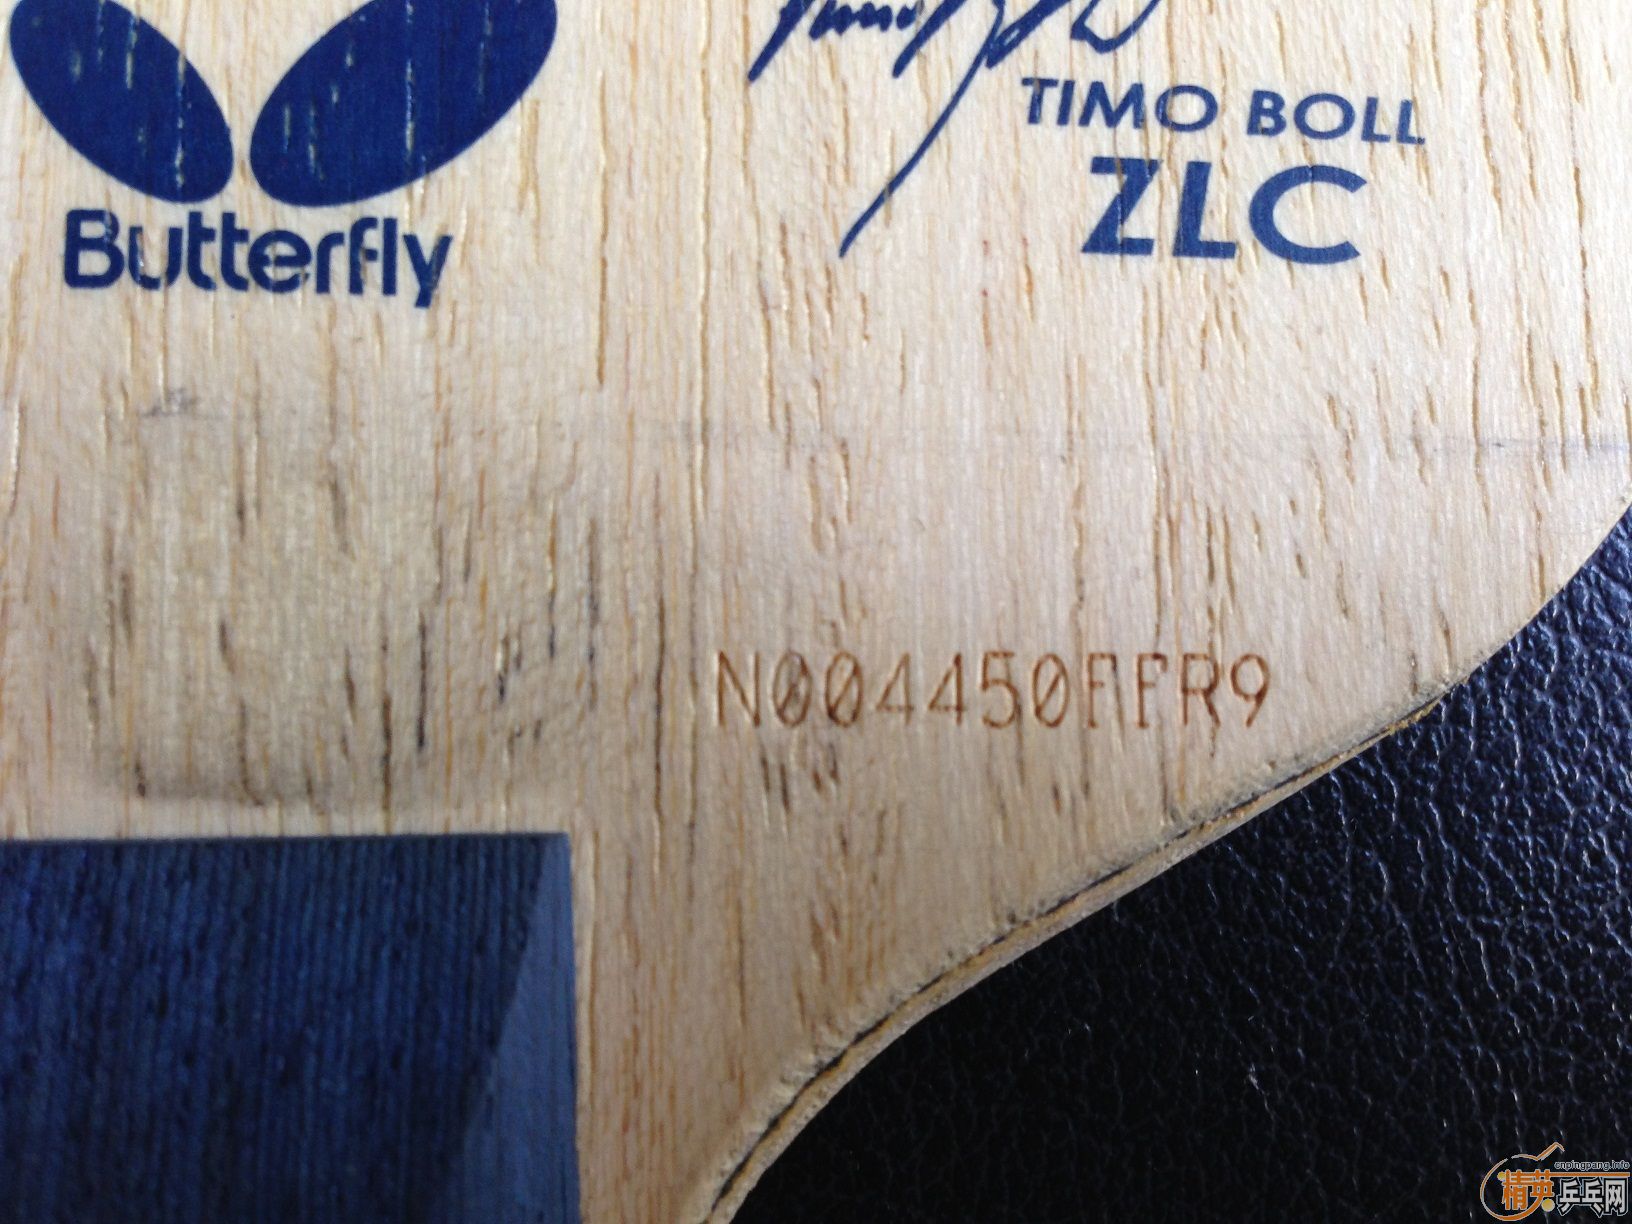 Butterfly
TIMO BOLL
ZLC
N004450FFR9
cnpingpang.info
精英乒乓网